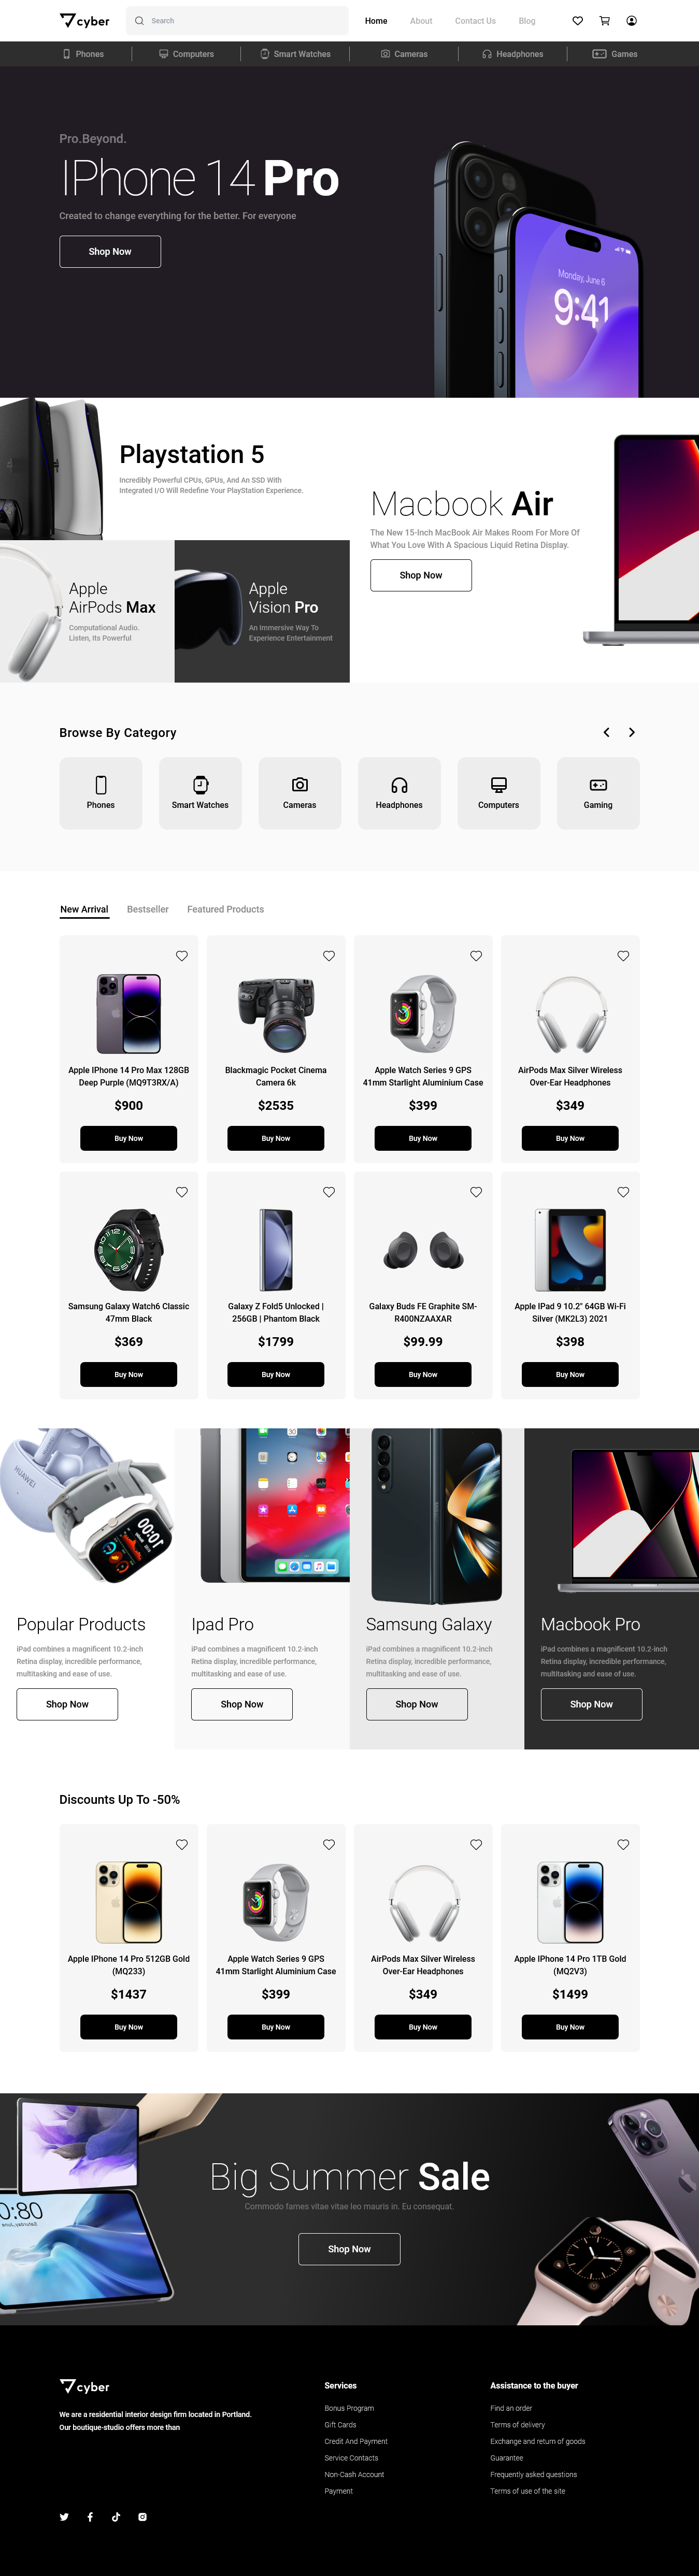 cyber
Search
Home
About
Contact Us
Blog
Phones
Computers
Smart Watches
Cameras
Headphones
Games
Pro.Beyond.
IPhone 14 Pro
Created to change everything for the better. For everyone
Shop Now
Monday, June 6
9:41
Playstation 5
Incredibly Powerful CPUs, GPUs, And An SSD With
Integrated I/O Will Redefine Your PlayStation Experience.
Macbook Air
The New 15-Inch MacBook Air Makes Room For More Of
What You Love With A Spacious Liquid Retina Display.
Shop Now
Apple
AirPods Max
Computational Audio.
Listen, Its Powerful
Apple
Vision Pro
An Immersive Way To
Experience Entertainment
Browse By Category
Phones
Smart Watches
Cameras
Headphones
Computers
Gaming
New Arrival
Bestseller
Featured Products
Apple IPhone 14 Pro Max 128GB
Deep Purple (MQ9T3RX/A)
$900
Buy Now
Blackmagic Pocket Cinema
Camera 6k
$2535
Buy Now
Apple Watch Series 9 GPS
41mm Starlight Aluminium Case
$399
Buy Now
AirPods Max Silver Wireless
Over-Ear Headphones
$349
Buy Now
Samsung Galaxy Watch6 Classic
47mm Black
$369
Buy Now
Galaxy Z Fold5 Unlocked |
256GB | Phantom Black
$1799
Buy Now
Galaxy Buds FE Graphite SM-
R400NZAAXAR
$99.99
Buy Now
Apple IPad 9 10.2" 64GB Wi-Fi
Silver (MK2L3) 2021
$398
Buy Now
HUAWEI
00:01
Popular Products
iPad combines a magnificent 10.2-inch
Retina display, incredible performance,
multitasking and ease of use.
Shop Now
Ipad Pro
iPad combines a magnificent 10.2-inch
Retina display, incredible performance,
multitasking and ease of use.
Shop Now
Samsung Galaxy
iPad combines a magnificent 10.2-inch
Retina display, incredible performance,
multitasking and ease of use.
Shop Now
Macbook Pro
iPad combines a magnificent 10.2-inch
Retina display, incredible performance,
multitasking and ease of use.
Shop Now
Discounts Up To -50%
Apple IPhone 14 Pro 512GB Gold
(MQ233)
$1437
Buy Now
Apple Watch Series 9 GPS
41mm Starlight Aluminium Case
$399
Buy Now
AirPods Max Silver Wireless
Over-Ear Headphones
$349
Buy Now
Apple IPhone 14 Pro 1TB Gold
(MQ2V3)
$1499
Buy Now
Big Summer Sale
Commodo fames vitae vitae leo mauris in. Eu consequat.
Shop Now
cyber
We are a residential interior design firm located in Portland.
Our boutique-studio offers more than
Services
Bonus Program
Gift Cards
Credit And Payment
Service Contacts
Non-Cash Account
Payment
Assistance to the buyer
Find an order
Terms of delivery
Exchange and return of goods
Guarantee
Frequently asked questions
Terms of use of the site